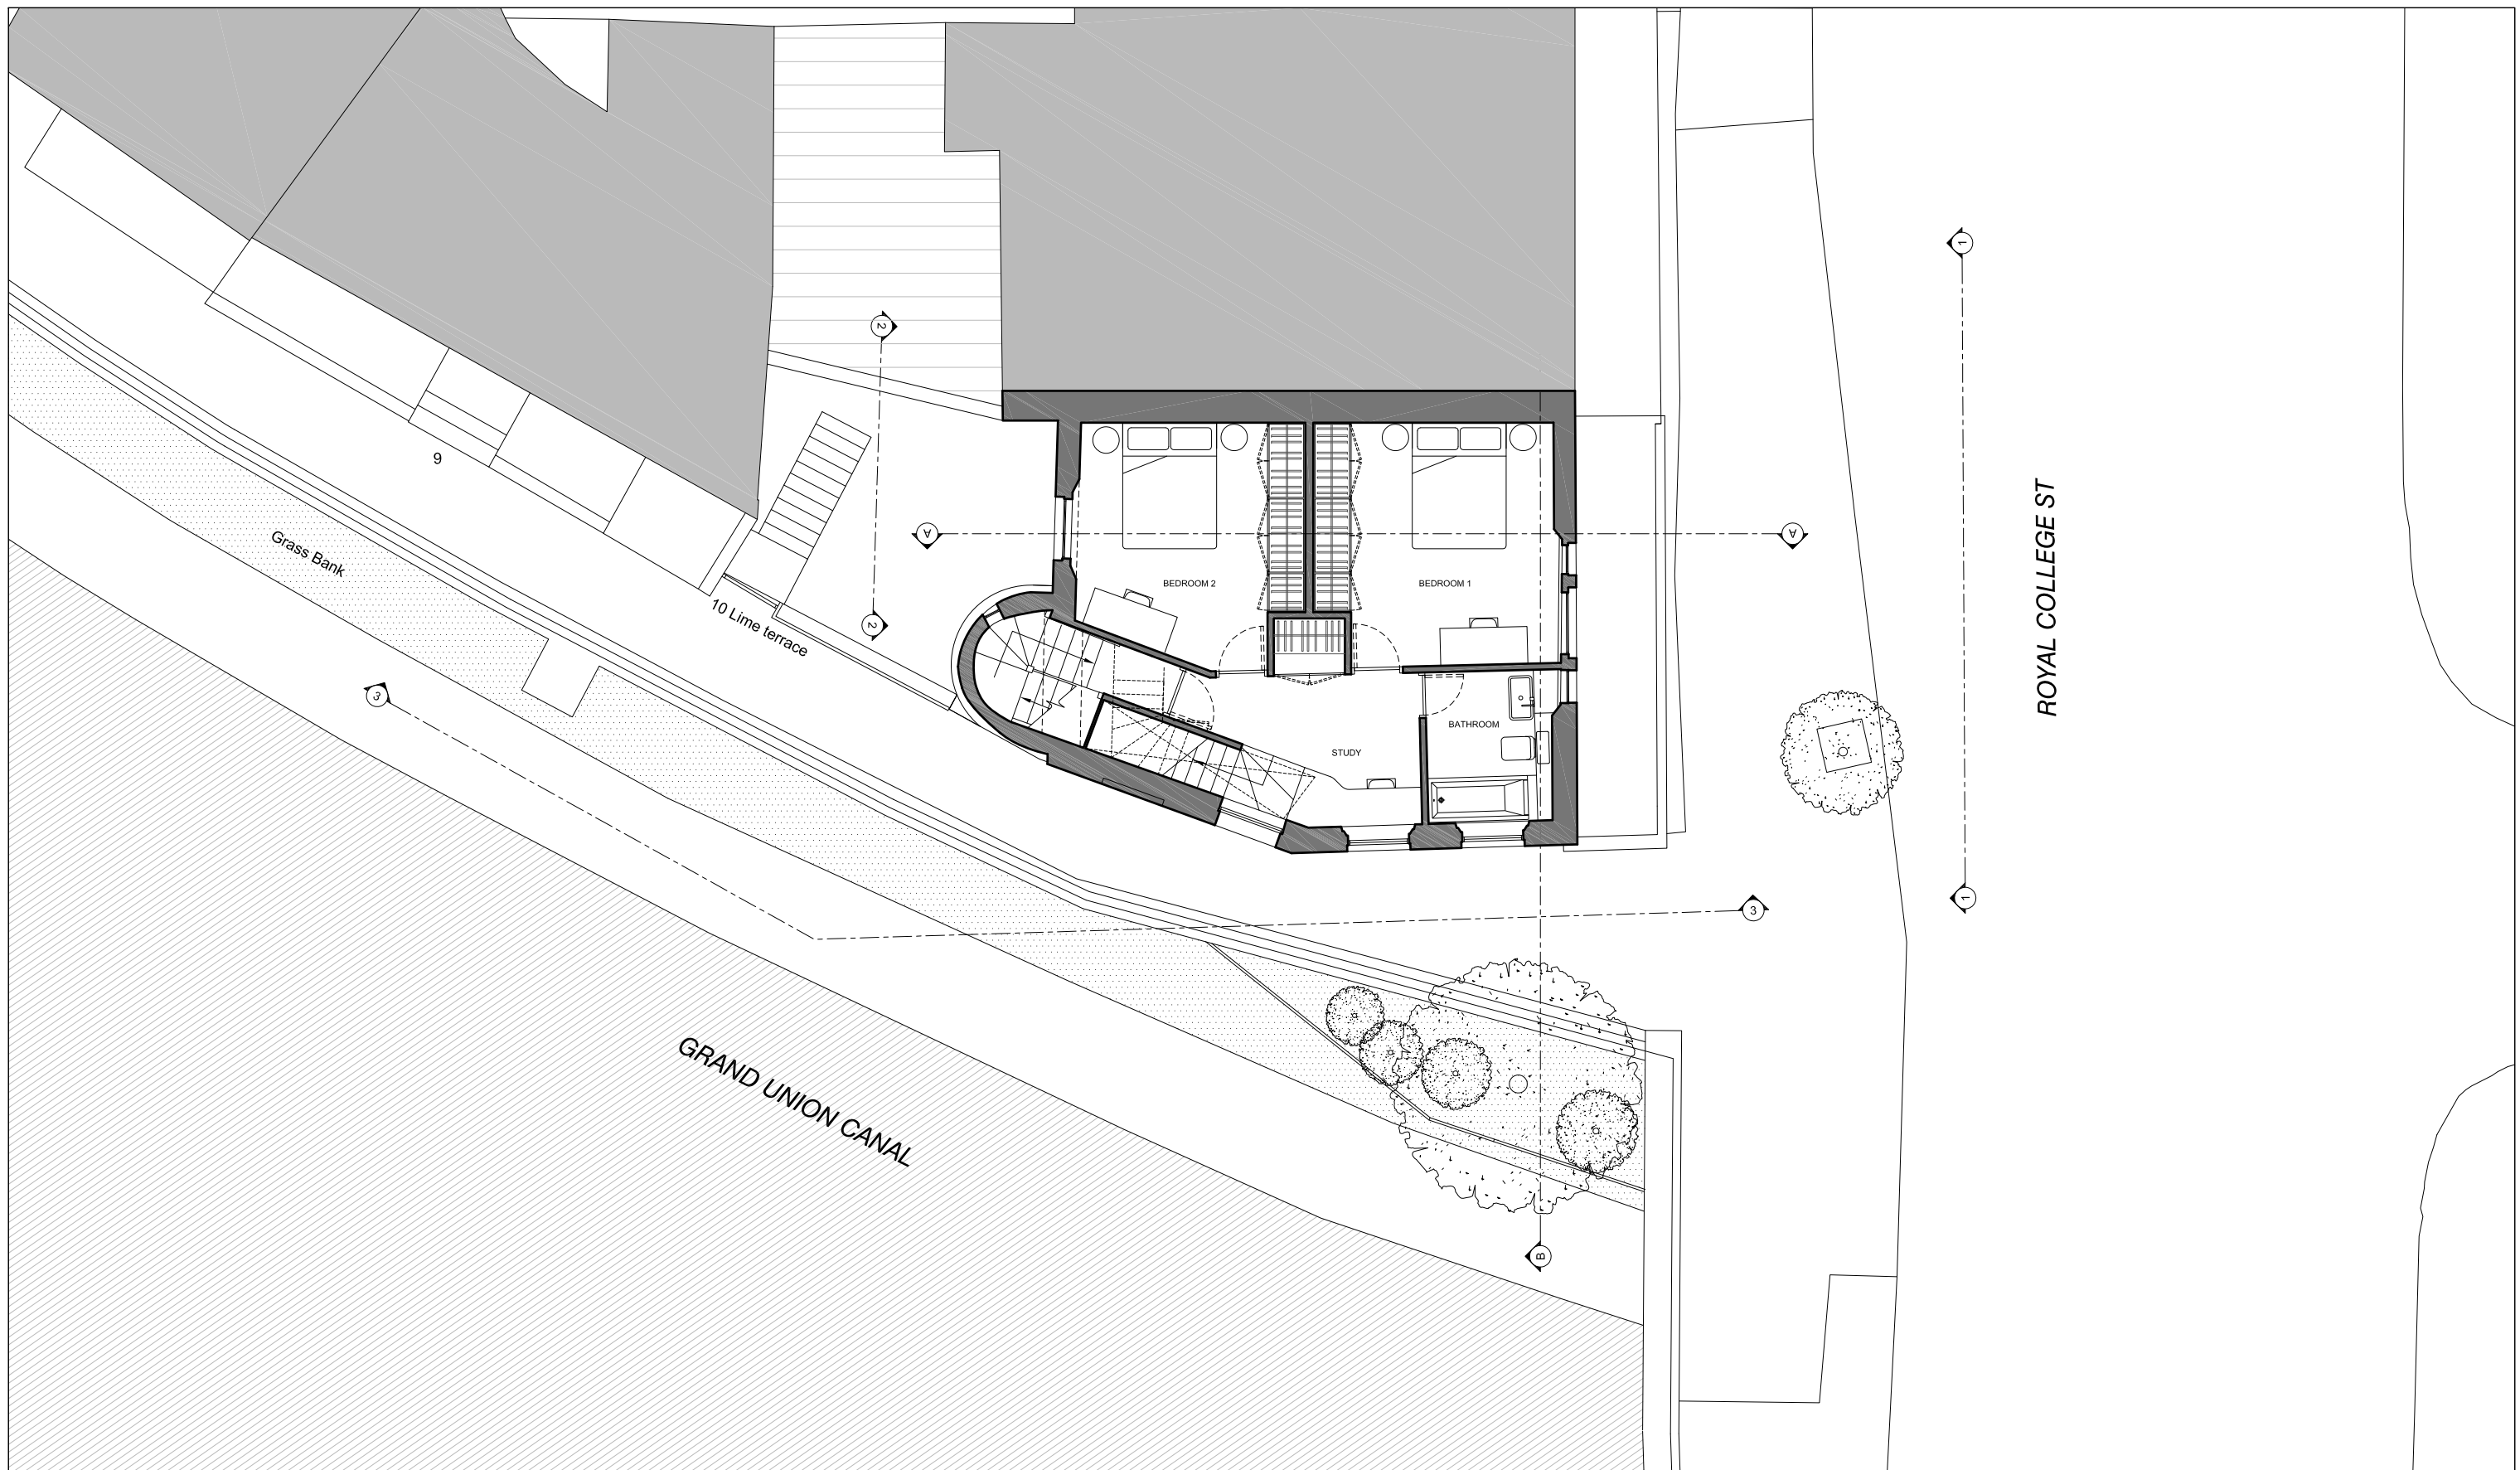 1
2
9
Grass Bank
A
A
ROYAL COLLEGE ST
BEDROOM 2
BEDROOM 1
10 Lime terrace
2
3
BATHROOM
STUDY
1
3
GRAND UNION CANAL
B